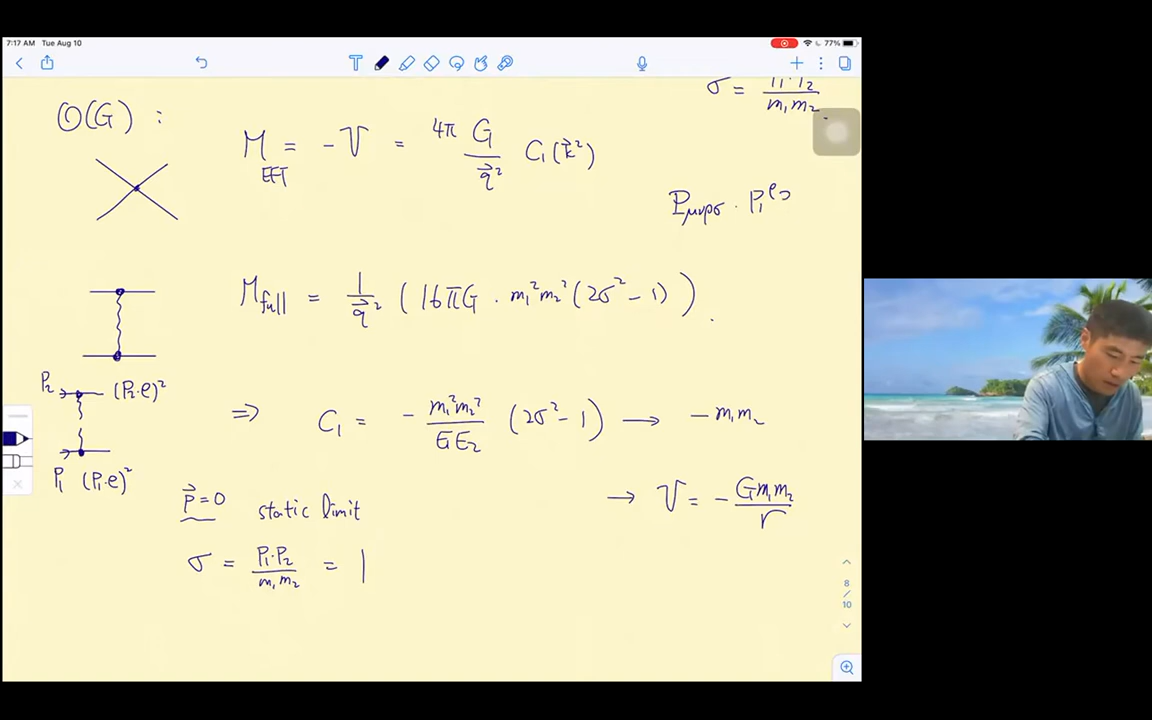 7:17 AM Tue Aug 10
77%
T
σ = P₁·P₂ / m₁m₂
O(G) :
M_EFT = -V = 4π G / q⃗² C₁(k⃗²)
P_μνρσ · P₁^ρσ
M_full = 1 / q⃗² ( 16πG · m₁²m₂² (2σ² - 1) ) .
P₂ (P₂·e)²
⇒ C₁ = - m₁²m₂² / E₁E₂ (2σ² - 1) → - m₁m₂
P₁ (P₁·e)²
p⃗ = 0 static limit
→ V = - Gm₁m₂ / r
σ = P₁·P₂ / m₁m₂ = 1
8
/
10